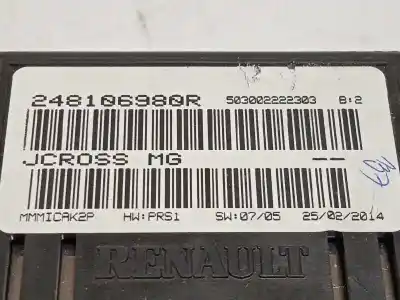 248106980R 503002222303 B:2
JCROSS MG --
MMMICAK2P HW:PRS1 SW:07/05 25/02/2014
RENAULT